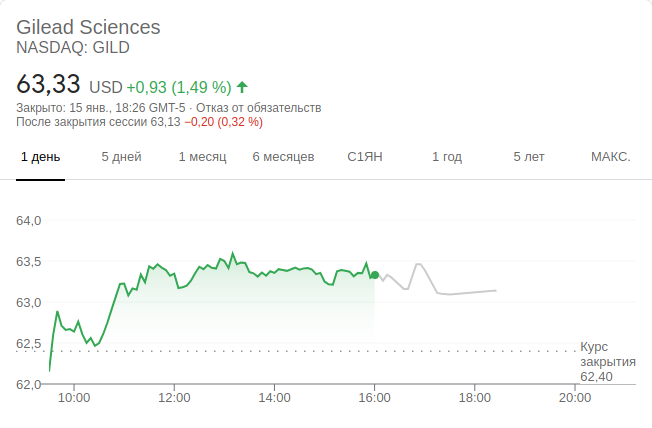 Gilead Sciences
NASDAQ: GILD
63,33 USD +0,93 (1,49 %)
Закрыто: 15 янв., 18:26 GMT-5 · Отказ от обязательств
После закрытия сессии 63,13 −0,20 (0,32 %)
1 день 5 дней 1 месяц 6 месяцев С1ЯН 1 год 5 лет МАКС.
64,0
63,5
63,0
62,5
62,0
Курс
закрытия
62,40
10:00 12:00 14:00 16:00 18:00 20:00